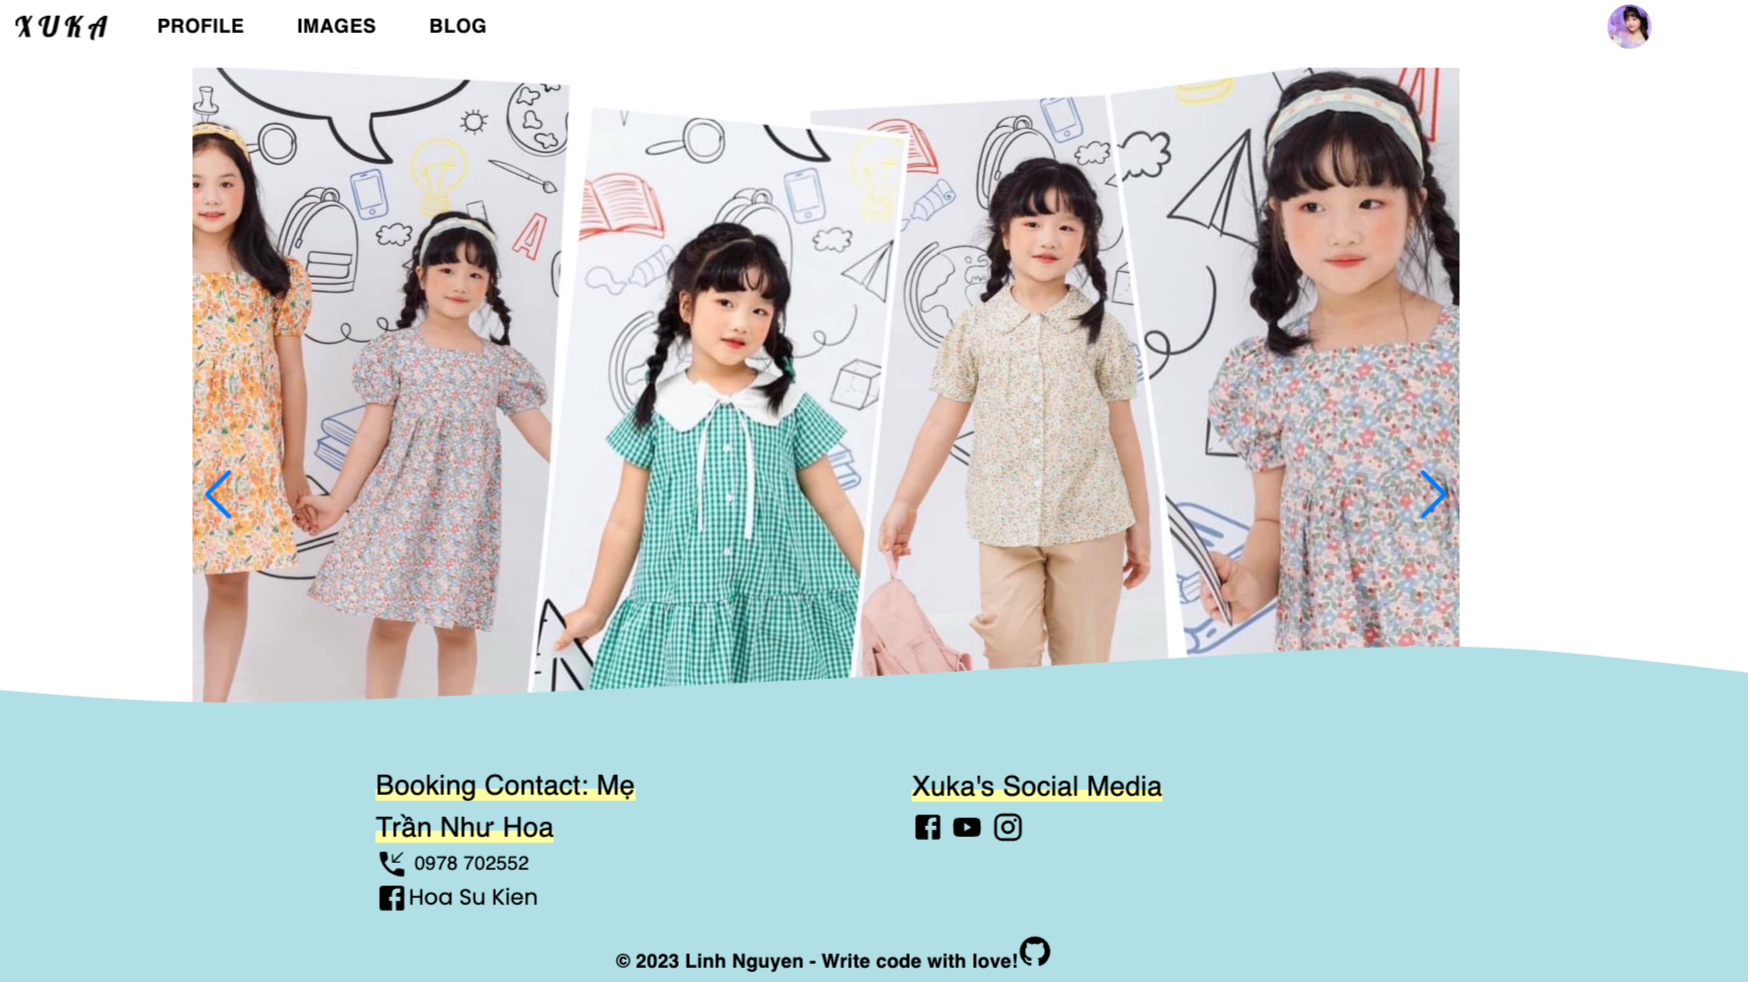 XUKA PROFILE IMAGES BLOG
A
Booking Contact: Mẹ
Trần Như Hoa
0978 702552
Hoa Su Kien
Xuka's Social Media
© 2023 Linh Nguyen - Write code with love!